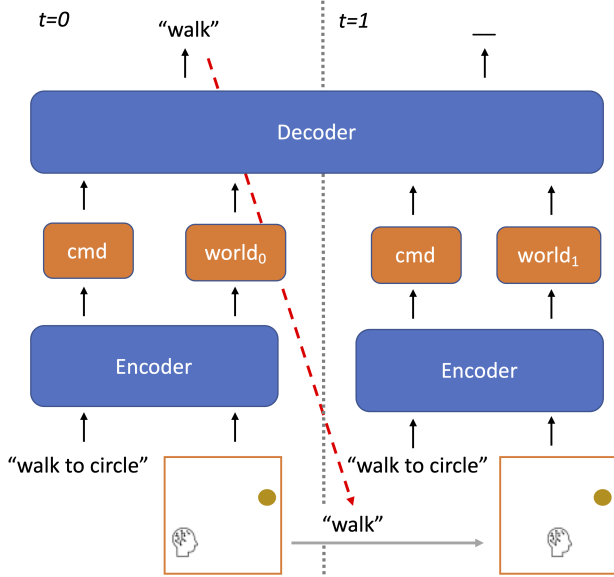 t=0
t=1
“walk”
Decoder
cmd
world₀
cmd
world₁
Encoder
Encoder
“walk to circle”
“walk to circle”
“walk”